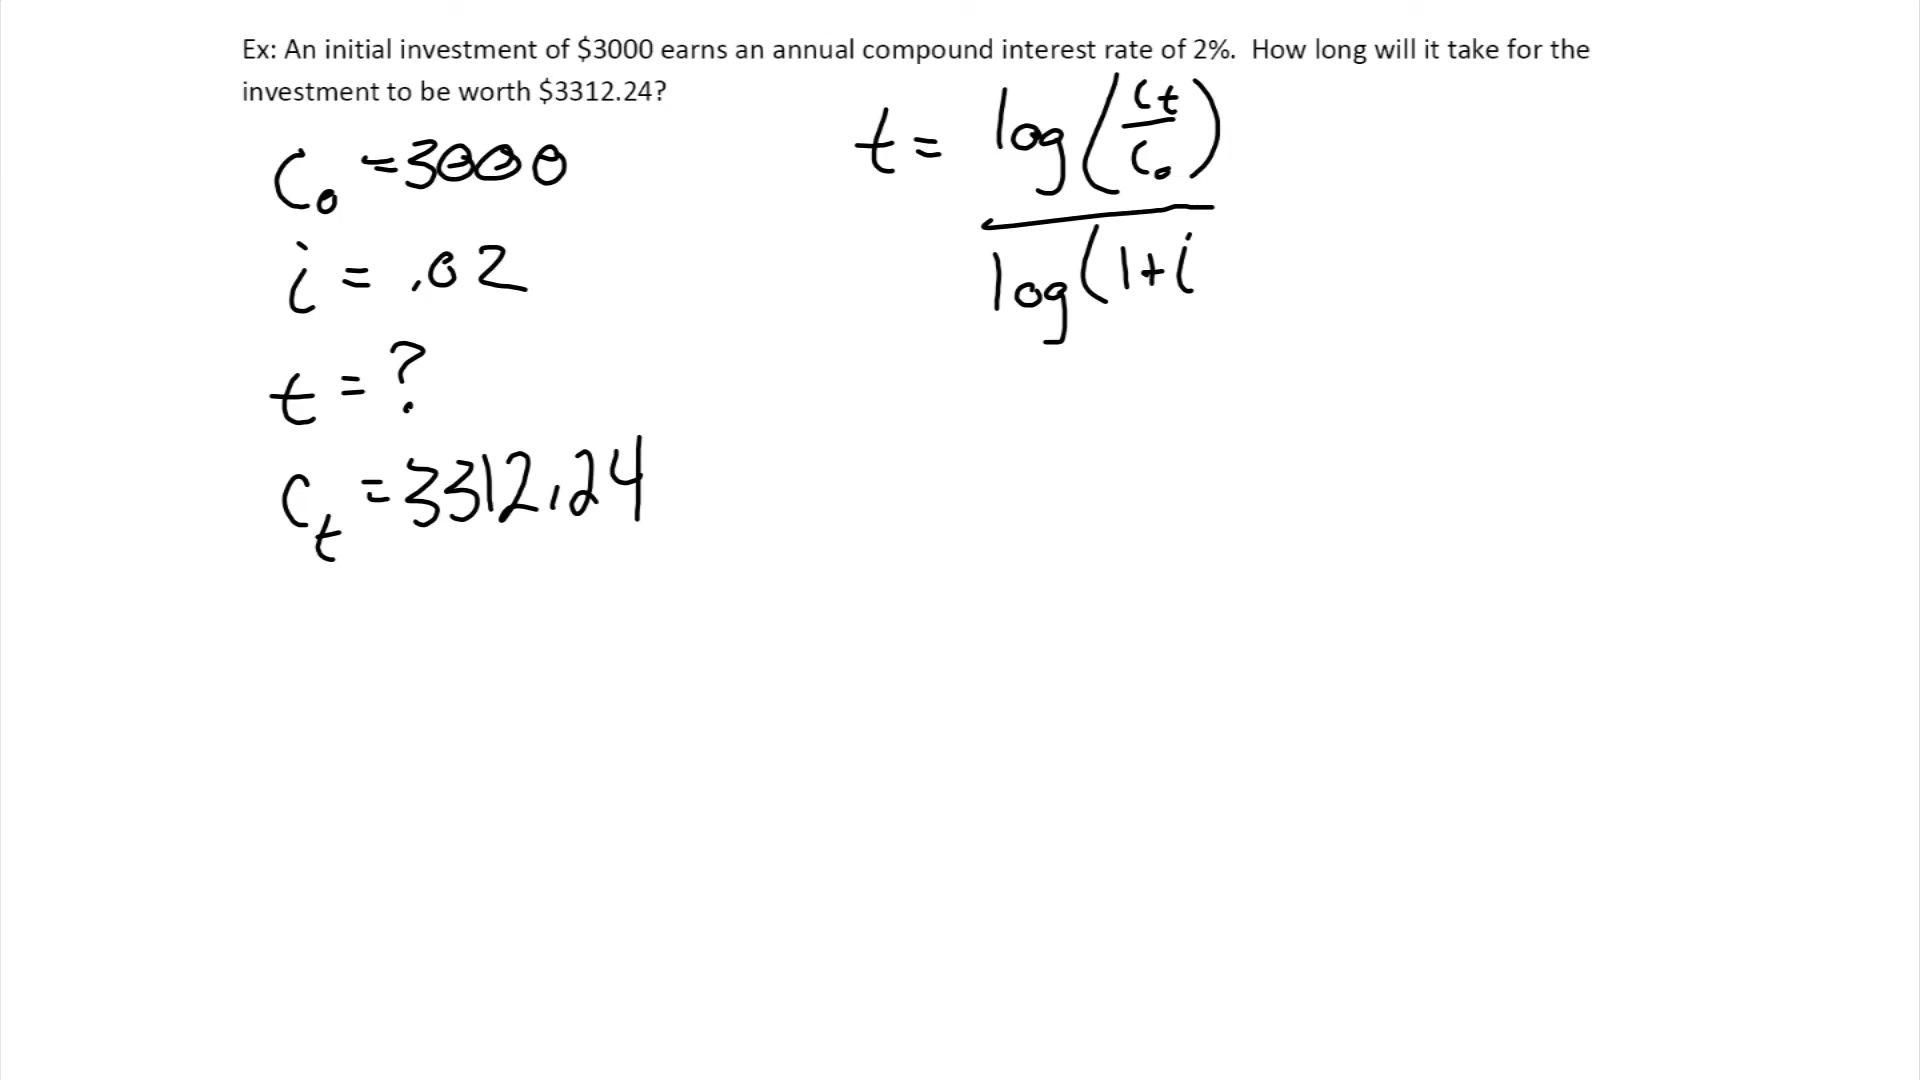 Ex: An initial investment of $3000 earns an annual compound interest rate of 2%. How long will it take for the
investment to be worth $3312.24?
C₀ = 3000
i = .02
t = ?
Cₜ = 3312.24
t = log(Cₜ/C₀)
log(1+i